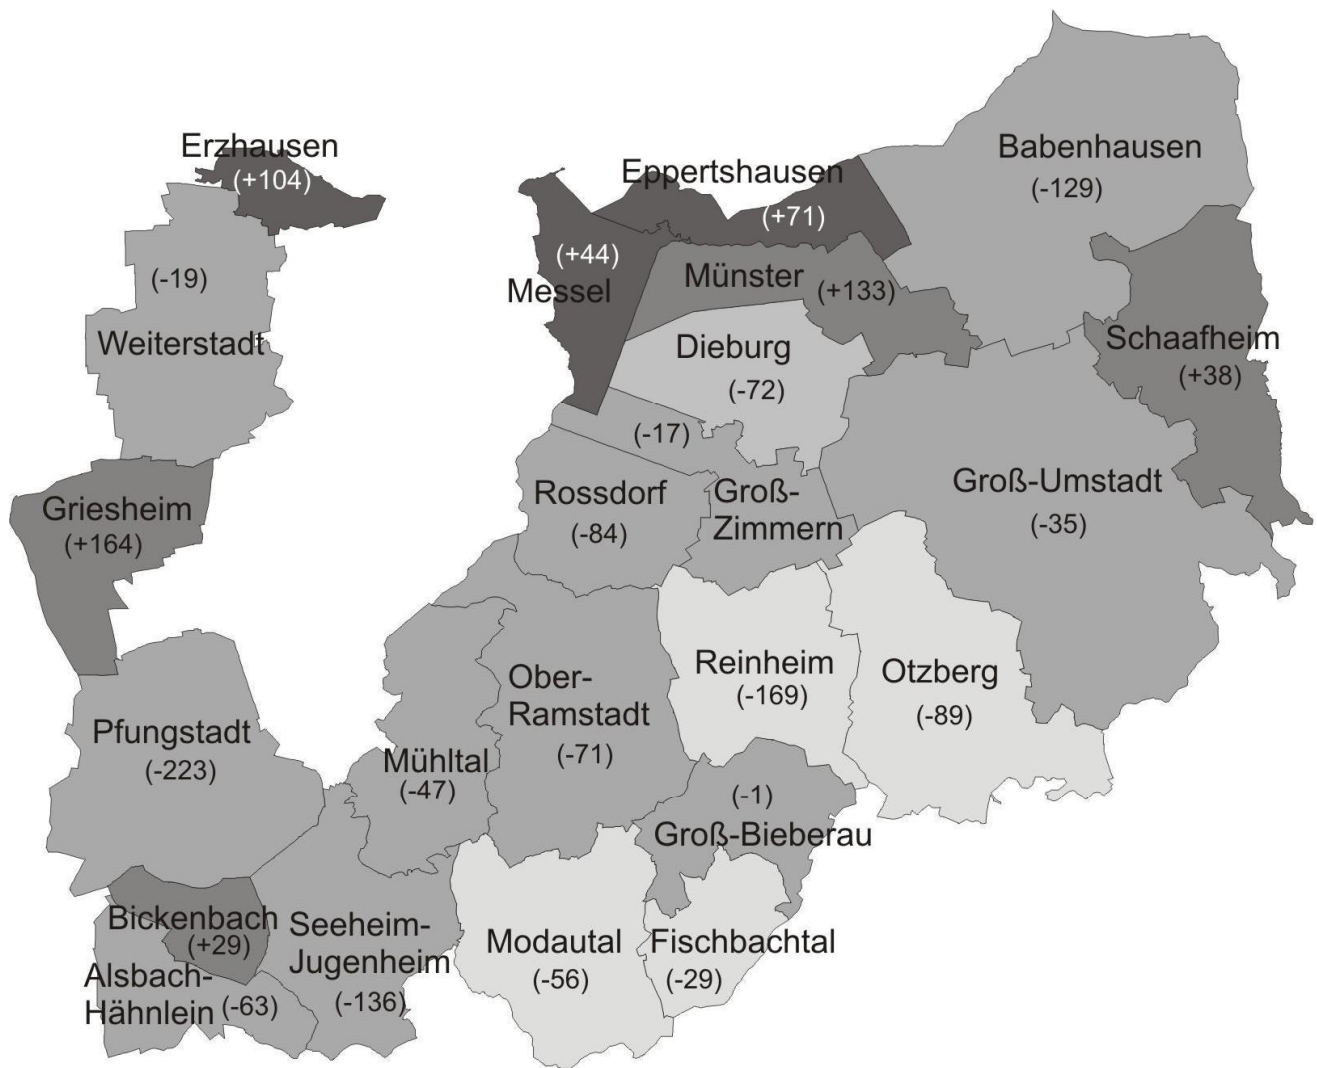 Erzhausen
(+104)
Eppertshausen
(+71)
Babenhausen
(-129)
(+44)
Messel
Münster
(+133)
(-19)
Weiterstadt
Dieburg
(-72)
Schaafheim
(+38)
(-17)
Groß-
Zimmern
Rossdorf
(-84)
Groß-Umstadt
(-35)
Griesheim
(+164)
Reinheim
(-169)
Otzberg
(-89)
Ober-
Ramstadt
(-71)
Pfungstadt
(-223)
Mühltal
(-47)
(-1)
Groß-Bieberau
Bickenbach
(+29)
Seeheim-
Jugenheim
(-136)
Modautal
(-56)
Fischbachtal
(-29)
Alsbach-
Hähnlein (-63)